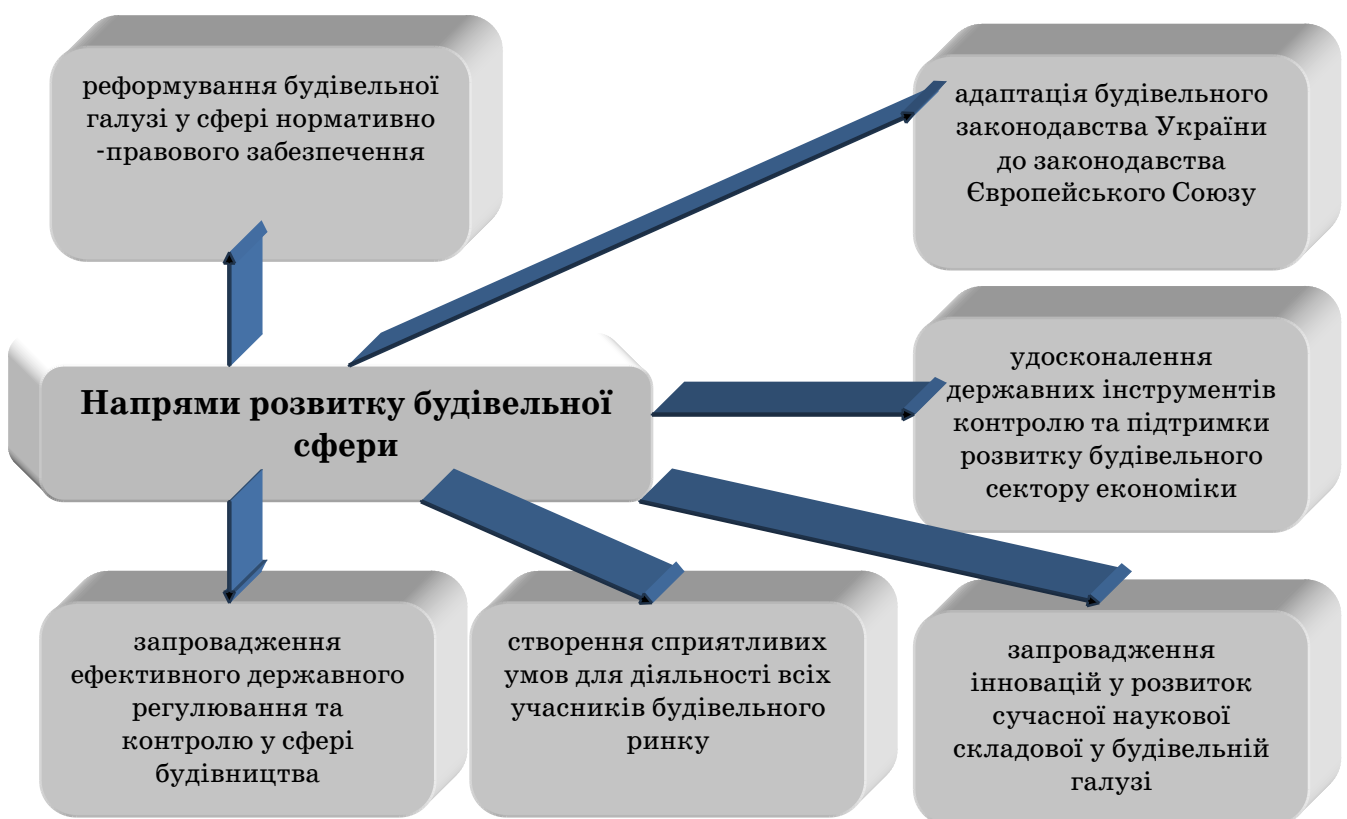 реформування будівельної
галузі у сфері нормативно
-правового забезпечення
адаптація будівельного
законодавства України
до законодавства
Європейського Союзу
удосконалення
державних інструментів
контролю та підтримки
розвитку будівельного
сектору економіки
Напрями розвитку будівельної
сфери
запровадження
ефективного державного
регулювання та
контролю у сфері
будівництва
створення сприятливих
умов для діяльності всіх
учасників будівельного
ринку
запровадження
інновацій у розвиток
сучасної наукової
складової у будівельній
галузі